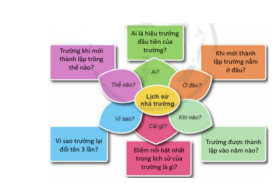 Ai là hiệu trưởng
đầu tiên của
trường?
Trường khi mới
thành lập trông
thế nào?
Khi mới thành
lập trường nằm
ở đâu?
Ai?
Thế nào?
Ở đâu?
Lịch sử
nhà trường
Vì sao?
Khi nào?
Cái gì?
Vì sao trường lại
đổi tên 3 lần?
Điểm nổi bật nhất
trong lịch sử của
trường là gì?
Trường được thành
lập vào năm nào?